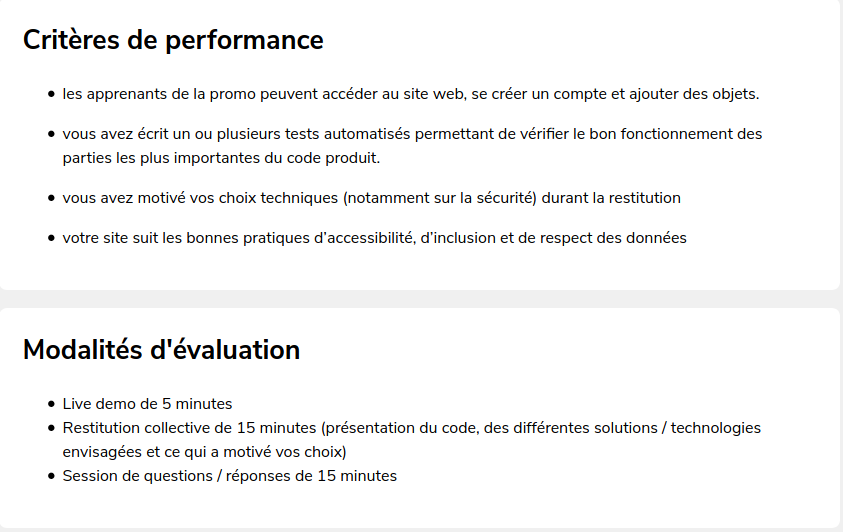 Critères de performance
les apprenants de la promo peuvent accéder au site web, se créer un compte et ajouter des objets.
vous avez écrit un ou plusieurs tests automatisés permettant de vérifier le bon fonctionnement des
parties les plus importantes du code produit.
vous avez motivé vos choix techniques (notamment sur la sécurité) durant la restitution
votre site suit les bonnes pratiques d'accessibilité, d'inclusion et de respect des données
Modalités d'évaluation
Live demo de 5 minutes
Restitution collective de 15 minutes (présentation du code, des différentes solutions / technologies
envisagées et ce qui a motivé vos choix)
Session de questions / réponses de 15 minutes